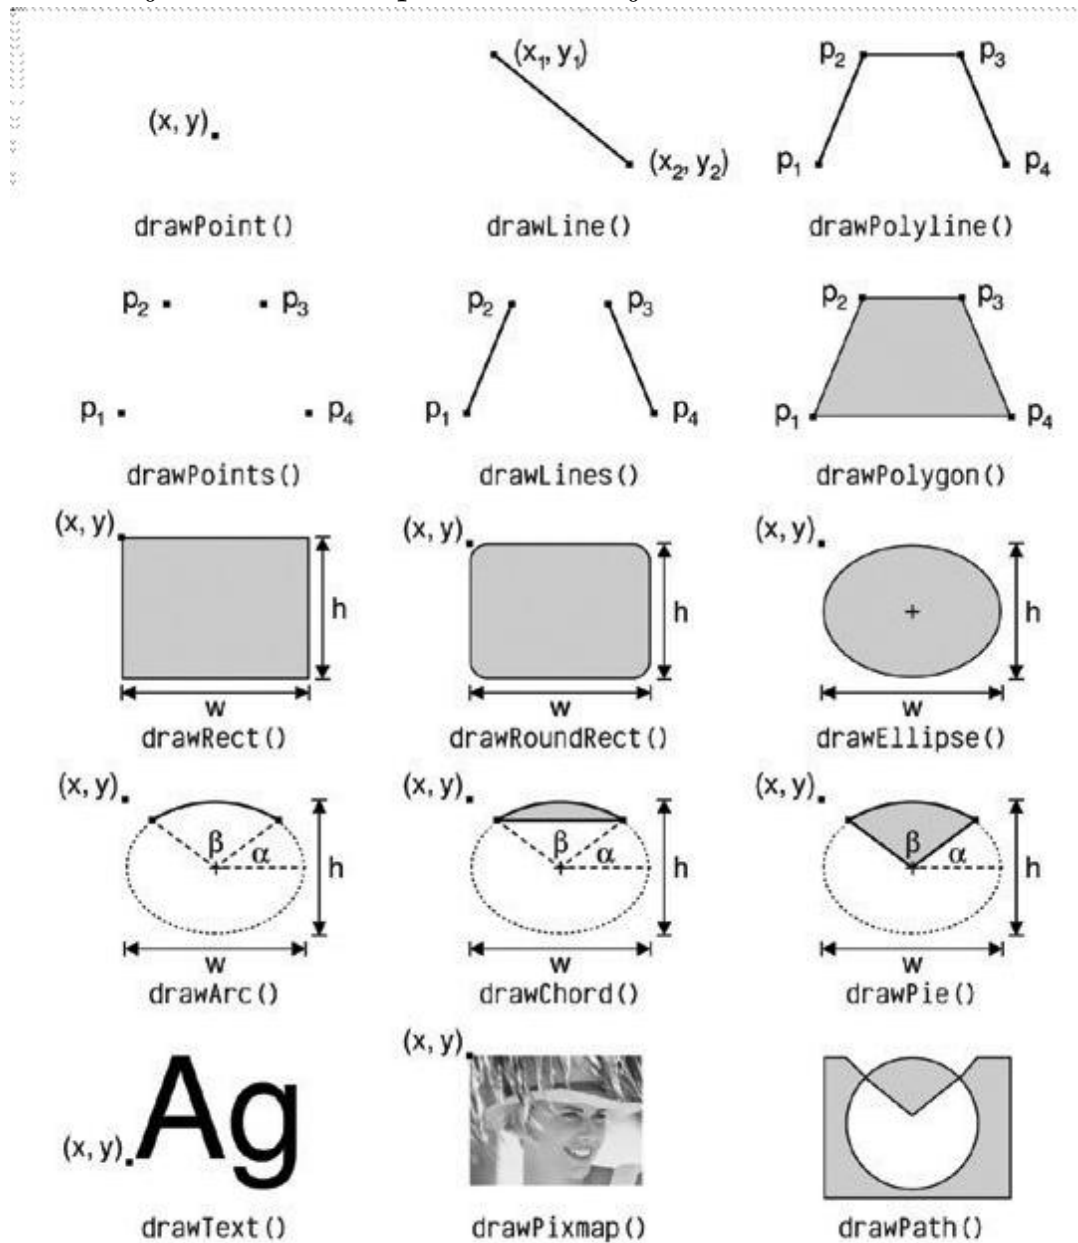 (x₁, y₁) p₂ p₃
(x, y)
(x₂, y₂) p₁ p₄
drawPoint() drawLine() drawPolyline()
p₂ p₃ p₂ p₃ p₂ p₃
p₁ p₄ p₁ p₄ p₁ p₄
drawPoints() drawLines() drawPolygon()
(x, y) (x, y) (x, y)
h h h
w w w
drawRect() drawRoundRect() drawEllipse()
(x, y) (x, y) (x, y)
β α h β α h β α h
w w w
drawArc() drawChord() drawPie()
(x, y)
Ag
(x, y)
drawText() drawPixmap() drawPath()